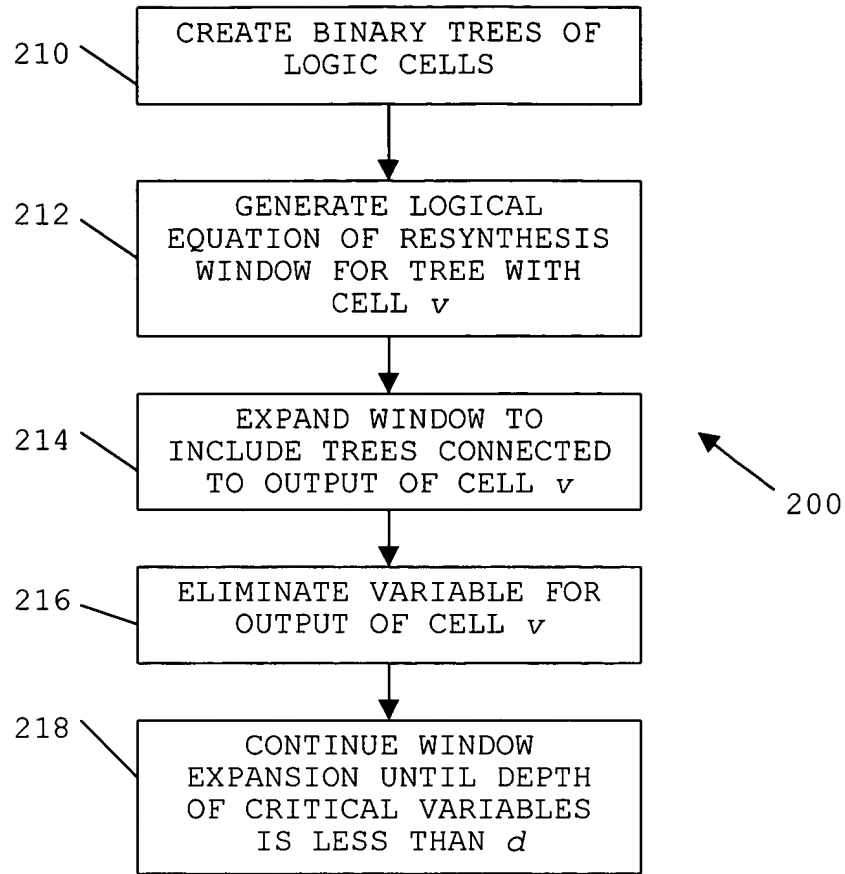 210
CREATE BINARY TREES OF
LOGIC CELLS
212
GENERATE LOGICAL
EQUATION OF RESYNTHESIS
WINDOW FOR TREE WITH
CELL v
214
EXPAND WINDOW TO
INCLUDE TREES CONNECTED
TO OUTPUT OF CELL v
200
216
ELIMINATE VARIABLE FOR
OUTPUT OF CELL v
218
CONTINUE WINDOW
EXPANSION UNTIL DEPTH
OF CRITICAL VARIABLES
IS LESS THAN d